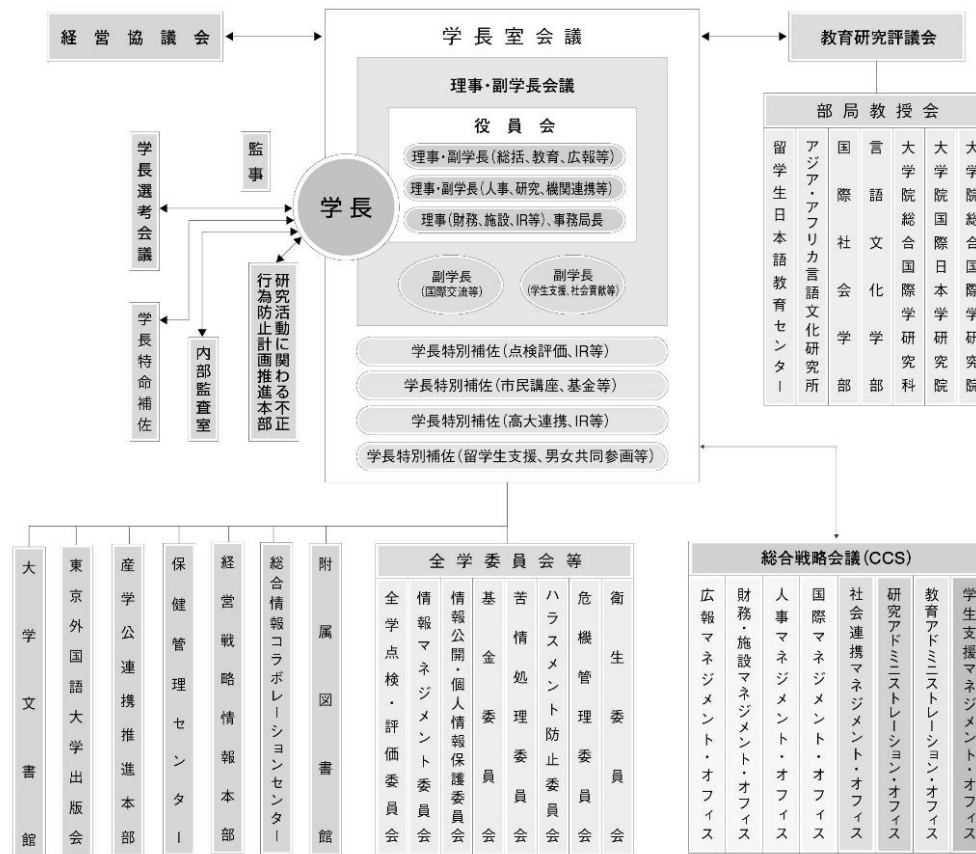 経営協議会
学長室会議
教育研究評議会
理事・副学長会議
役員会
理事・副学長(総括、教育、広報等)
理事・副学長(人事、研究、機関連携等)
理事(財務、施設、IR等)、事務局長
学長
副学長
(国際交流等)
副学長
(学生支援、社会貢献等)
学長特別補佐(点検評価、IR等)
学長特別補佐(市民講座、基金等)
学長特別補佐(高大連携、IR等)
学長特別補佐(留学生支援、男女共同参画等)
監事
学長選考会議
学長特命補佐
内部監査室
研究活動に関わる不正
行為防止計画推進本部
部局教授会
大学院総合国際学研究院
大学院国際日本学研究院
大学院総合国際学研究科
言語文化学部
国際社会学部
アジア・アフリカ言語文化研究所
留学生日本語教育センター
大学文書館
東京外国語大学出版会
産学公連携推進本部
保健管理センター
経営戦略情報本部
総合情報コラボレーションセンター
附属図書館
全学委員会等
全学点検・評価委員会
情報マネジメント委員会
情報公開・個人情報保護委員会
基金委員会
苦情処理委員会
ハラスメント防止委員会
危機管理委員会
衛生委員会
総合戦略会議(CCS)
広報マネジメント・オフィス
財務・施設マネジメント・オフィス
人事マネジメント・オフィス
国際マネジメント・オフィス
社会連携マネジメント・オフィス
研究アドミニストレーション・オフィス
教育アドミニストレーション・オフィス
学生支援マネジメント・オフィス